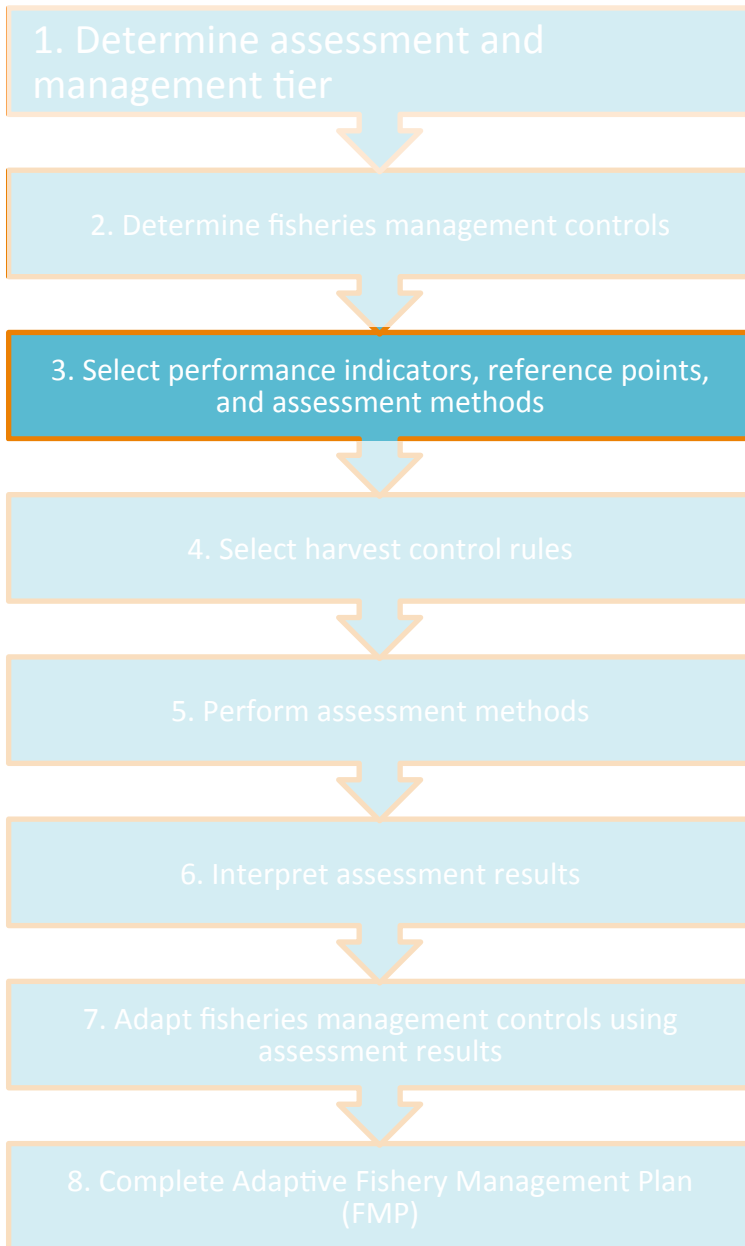 1. Determine assessment and
management tier
2. Determine fisheries management controls
3. Select performance indicators, reference points,
and assessment methods
4. Select harvest control rules
5. Perform assessment methods
6. Interpret assessment results
7. Adapt fisheries management controls using
assessment results
8. Complete Adaptive Fishery Management Plan
(FMP)